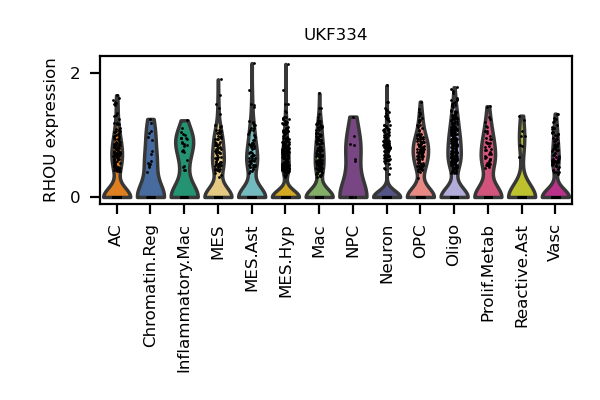 UKF334
RHOU expression
2
0
AC
Chromatin.Reg
Inflammatory.Mac
MES
MES.Ast
MES.Hyp
Mac
NPC
Neuron
OPC
Oligo
Prolif.Metab
Reactive.Ast
Vasc